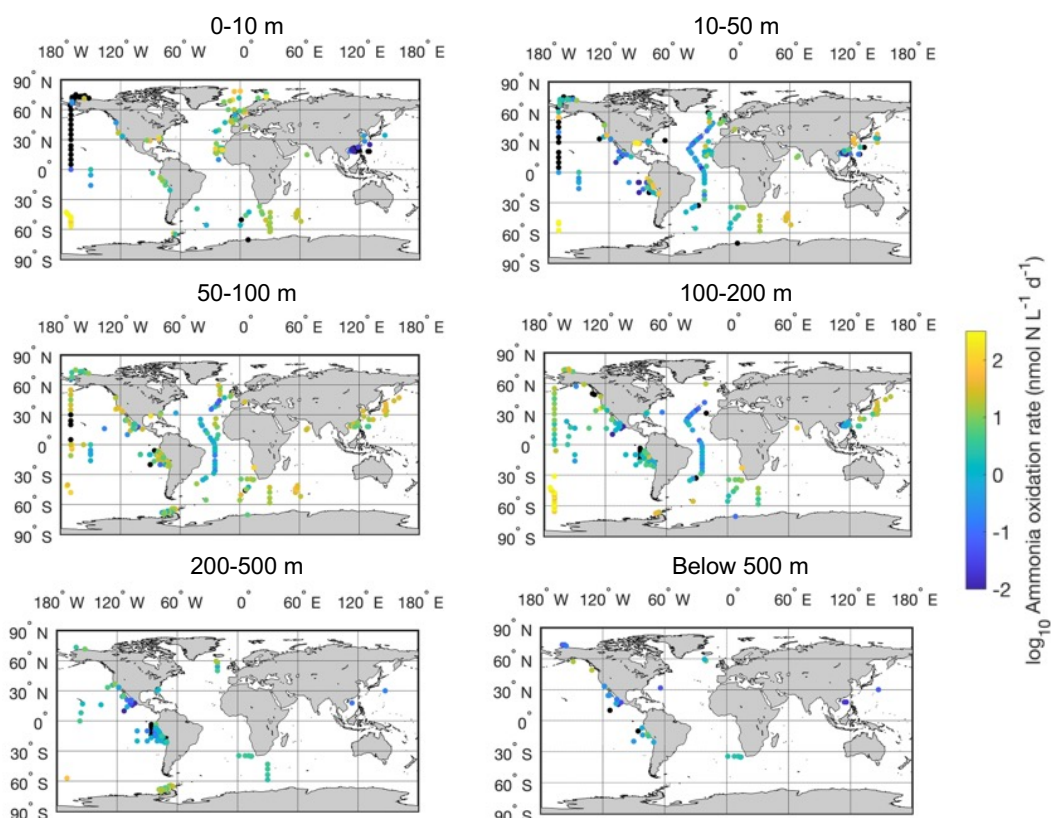 0-10 m
10-50 m
180° W 120° W 60° W 0° E 60° E 120° E 180° E
180° W 120° W 60° W 0° E 60° E 120° E 180° E
90° N
60° N
30° N
0°
30° S
60° S
90° S
90° N
60° N
30° N
0°
30° S
60° S
90° S
50-100 m
100-200 m
180° W 120° W 60° W 0° E 60° E 120° E 180° E
180° W 120° W 60° W 0° E 60° E 120° E 180° E
90° N
60° N
30° N
0°
30° S
60° S
90° S
90° N
60° N
30° N
0°
30° S
60° S
90° S
200-500 m
Below 500 m
180° W 120° W 60° W 0° E 60° E 120° E 180° E
180° W 120° W 60° W 0° E 60° E 120° E 180° E
90° N
60° N
30° N
0°
30° S
60° S
90° S
90° N
60° N
30° N
0°
30° S
60° S
90° S
2
1
0
-1
-2
log10 Ammonia oxidation rate (nmol N L-1 d-1)